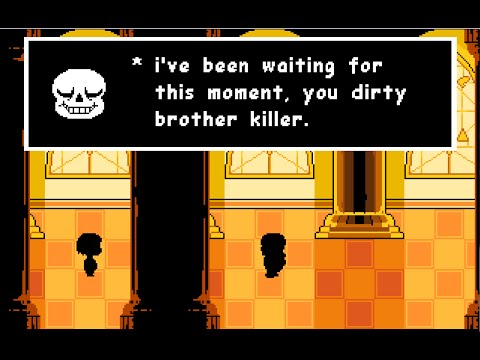 * i've been waiting for
this moment, you dirty
brother killer.